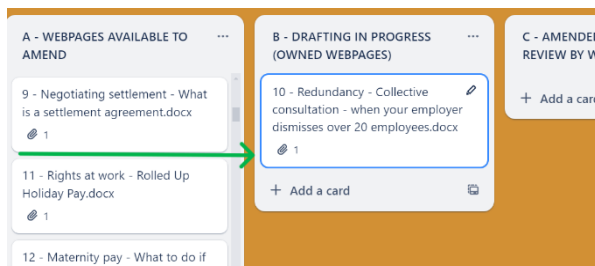 A - WEBPAGES AVAILABLE TO
AMEND
9 - Negotiating settlement - What
is a settlement agreement.docx
1
11 - Rights at work - Rolled Up
Holiday Pay.docx
1
12 - Maternity pay - What to do if
B - DRAFTING IN PROGRESS
(OWNED WEBPAGES)
10 - Redundancy - Collective
consultation - when your employer
dismisses over 20 employees.docx
1
+ Add a card
C - AMENDE
REVIEW BY W
+ Add a car